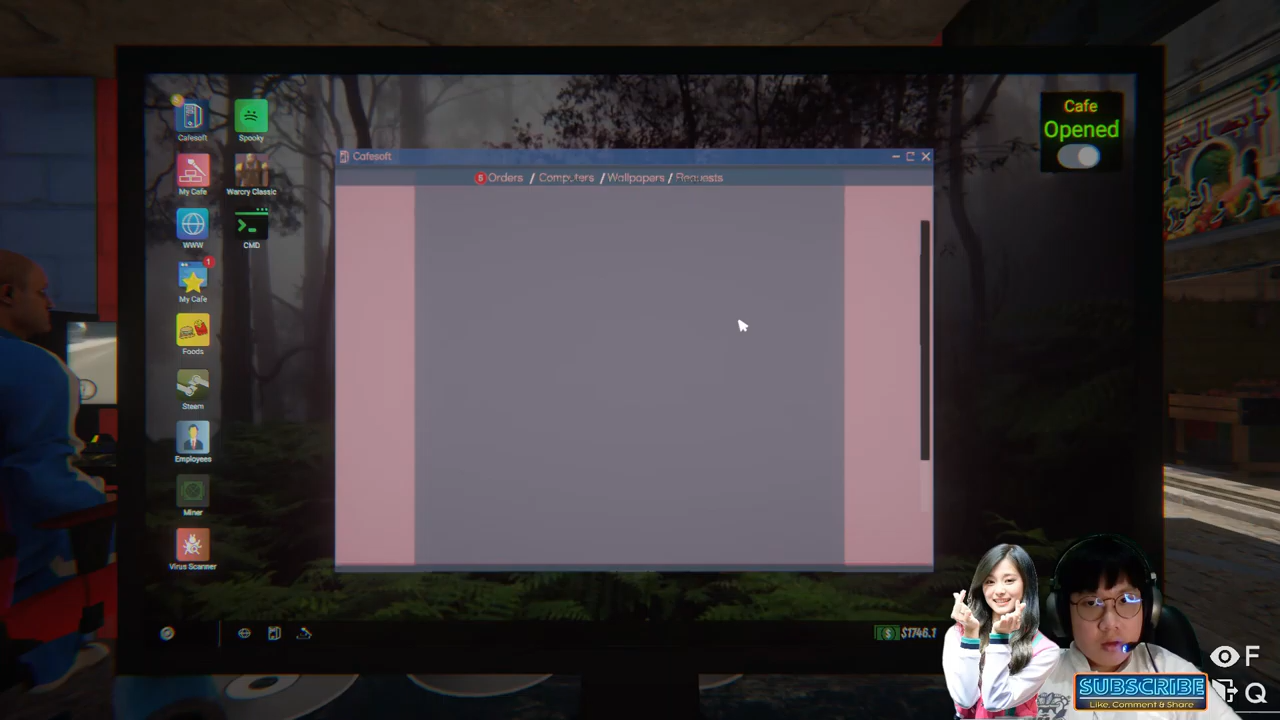 Cafe
Opened
Cafesoft
Spooky
My Cafe
Warcry Classic
WWW
CMD
1
My Cafe
Foods
Steam
Employees
Miner
Virus Scanner
Cafesoft
Orders / Computers / Wallpapers / Requests
$1746.1
F
Q
SUBSCRIBE
Like, Comment & Share